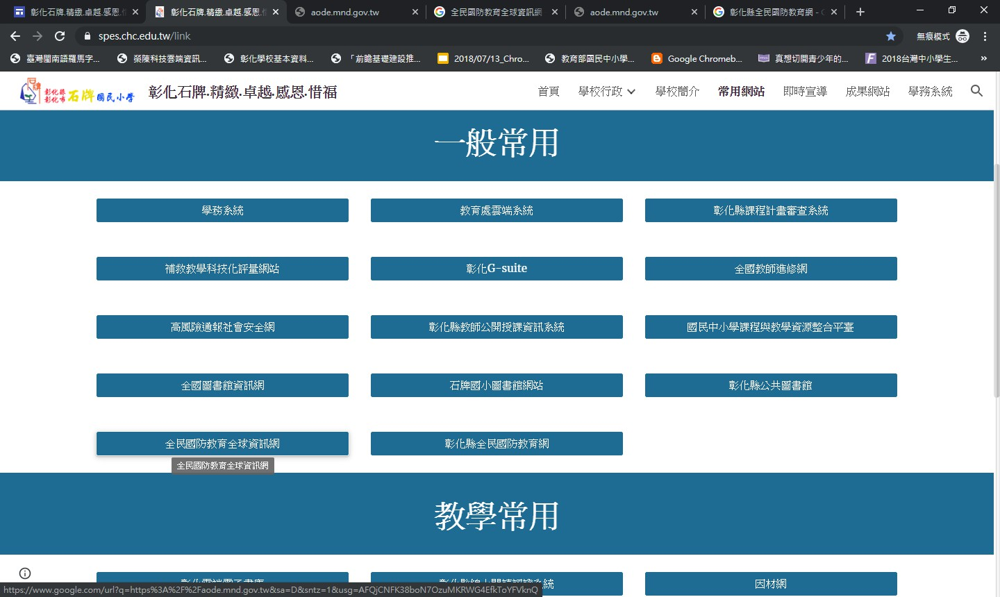 彰化石牌.精緻.卓越.感恩.惜
彰化石牌.精緻.卓越.感恩.惜
aode.mnd.gov.tw
全民國防教育全球資訊網
aode.mnd.gov.tw
彰化縣全民國防教育網 - G
spes.chc.edu.tw/link
無痕模式
臺灣閩南語羅馬字...
榮陞科技雲端資訊...
彰化學校基本資料...
「前瞻基礎建設推...
2018/07/13_Chro...
教育部國民中小學...
Google Chromeb...
真想切開青少年的...
2018台灣中小學生...
»
石牌
彰化縣
彰化市
石牌國民小學
彰化石牌.精緻.卓越.感恩.惜福
首頁
學校行政
學校簡介
常用網站
即時宣導
成果網站
學務系統
一般常用
學務系統
教育處雲端系統
彰化縣課程計畫審查系統
補救教學科技化評量網站
彰化G-suite
全國教師進修網
高風險通報社會安全網
彰化縣教師公開授課資訊系統
國民中小學課程與教學資源整合平臺
全國圖書館資訊網
石牌國小圖書館網站
彰化縣公共圖書館
全民國防教育全球資訊網
彰化縣全民國防教育網
全民國防教育全球資訊網
教學常用
因材網
https://www.google.com/url?q=https%3A%2F%2Faode.mnd.gov.tw&sa=D&sntz=1&usg=AFQjCNFK38boN7OzuMKRWG4EfkToYFVknQ